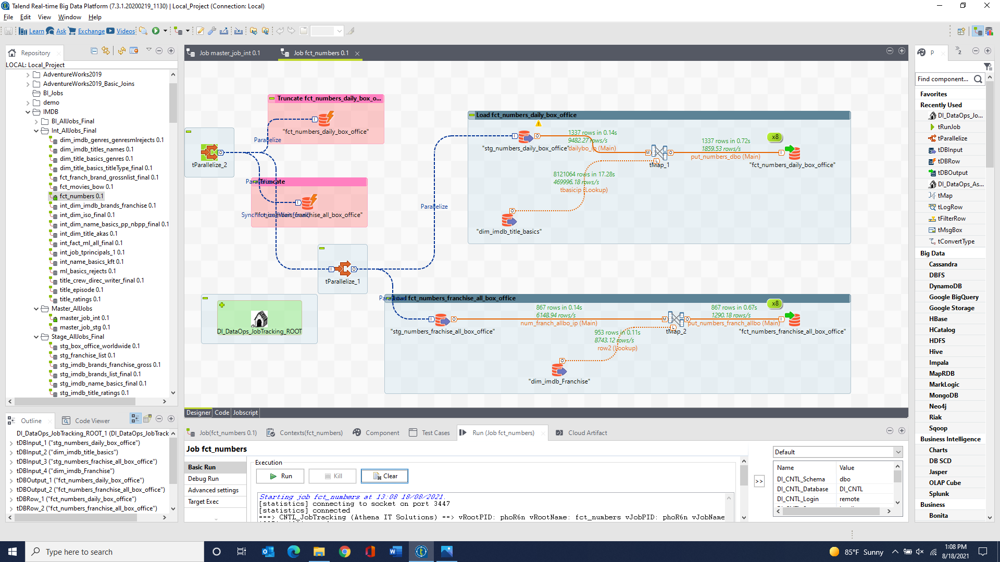 Talend Real-time Big Data Platform (7.3.1.20200219_1130) | Local_Project (Connection: Local)
File Edit View Window Help
Learn Ask Exchange Videos
Repository
LOCAL: Local_Project
AdventureWorks2019
AdventureWorks2019_Basic_Joins
BI_Jobs
demo
IMDB
BI_AllJobs_Final
Int_AllJobs_Final
dim_imdb_genres_genresmlrejects 0.1
dim_imdb_titles_names 0.1
dim_title_basics_genres 0.1
dim_title_basics_titleType_final 0.1
fct_franch_brand_grossnlist_final 0.1
fct_movies_bow 0.1
fct_numbers 0.1
int_dim_imdb_brands_franchise 0.1
int_dim_iso_final 0.1
int_dim_name_basics_pp_nbpp_final 0.1
int_dim_title_akas 0.1
int_fact_ml_all_final 0.1
int_job_tprincipals_1 0.1
int_name_basics_kft 0.1
ml_basics_rejects 0.1
title_crew_direc_writer_final 0.1
title_episode 0.1
title_ratings 0.1
Master_AllJobs
master_job_int 0.1
master_job_stg 0.1
Stage_AllJobs_Final
stg_box_office_worldwide 0.1
stg_franchise_list 0.1
stg_imdb_brands_franchise_gross 0.1
stg_imdb_brands_list_final 0.1
stg_imdb_name_basics_final 0.1
stg_imdb_title_ratings 0.1
Outline Code Viewer
DI_DataOps_JobTracking_ROOT_1 (DI_DataOps_JobTrack
tDBInput_1 ("stg_numbers_daily_box_office")
tDBInput_2 ("dim_imdb_title_basics")
tDBInput_3 ("stg_numbers_frachise_all_box_office")
tDBInput_4 ("dim_imdb_Franchise")
tDBOutput_1 ("fct_numbers_daily_box_office")
tDBOutput_2 ("fct_numbers_franchise_all_box_office")
tDBRow_1 ("fct_numbers_daily_box_office")
tDBRow_2 ("fct_numbers_franchise_all_box_office")
Job master_job_int 0.1 Job fct_numbers 0.1
Truncate fct_numbers_daily_box_o...
"fct_numbers_daily_box_office"
Parallelize
tParallelize_2
Truncate
"fct_numbers_franchise_all_box_office"
tParallelize_1
DI_DataOps_JobTracking_ROOT
Parallelize
Load fct_numbers_daily_box_office
1337 rows in 0.14s
9482.27 rows/s
dailybo_ip (Main)
"stg_numbers_daily_box_office"
tMap_1
1337 rows in 0.72s
1859.53 rows/s
put_numbers_dbo (Main)
x8
"fct_numbers_daily_box_office"
8121064 rows in 17.28s
469996.18 rows/s
tbasicip (Lookup)
"dim_imdb_title_basics"
Load fct_numbers_franchise_all_box_office
867 rows in 0.14s
6148.94 rows/s
num_franch_allbo_ip (Main)
"stg_numbers_frachise_all_box_office"
tMap_2
867 rows in 0.67s
1290.18 rows/s
put_numbers_franch_allbo (Main)
x8
"fct_numbers_franchise_all_box_office"
953 rows in 0.11s
8743.12 rows/s
row2 (Lookup)
"dim_imdb_Franchise"
Designer Code Jobscript
Job(fct_numbers 0.1) Contexts(fct_numbers) Component Test Cases Run (Job fct_numbers) Cloud Artifact
Job fct_numbers
Basic Run
Debug Run
Advanced settings
Target Exec
Execution
Run Kill Clear
Starting job fct_numbers at 13:08 18/08/2021.
[statistics] connecting to socket on port 3447
[statistics] connected
===> CNTL_JobTracking (Athena IT Solutions) ==> vRootPID: phoR6n vRootName: fct_numbers vJobPID: phoR6n vJobName
>>
Default
Name Value
DI_CNTL_Schema dbo
DI_CNTL_Database DI_CNTL
DI_CNTL_Login remote
P
2
Find component...
Favorites
Recently Used
DI_DataOps_Jo...
tRunJob
tParallelize
tDBInput
tDBRow
tDBOutput
DI_DataOps_As...
tMap
tLogRow
tFilterRow
tMsgBox
tConvertType
Big Data
Cassandra
DBFS
DynamoDB
Google BigQuery
Google Storage
HBase
HCatalog
HDFS
Hive
Impala
MapRDB
MarkLogic
MongoDB
Neo4j
Riak
Sqoop
Business Intelligence
Charts
DB SCD
Jasper
OLAP Cube
Splunk
Business
Bonita
Type here to search
85°F Sunny
1:08 PM
8/18/2021